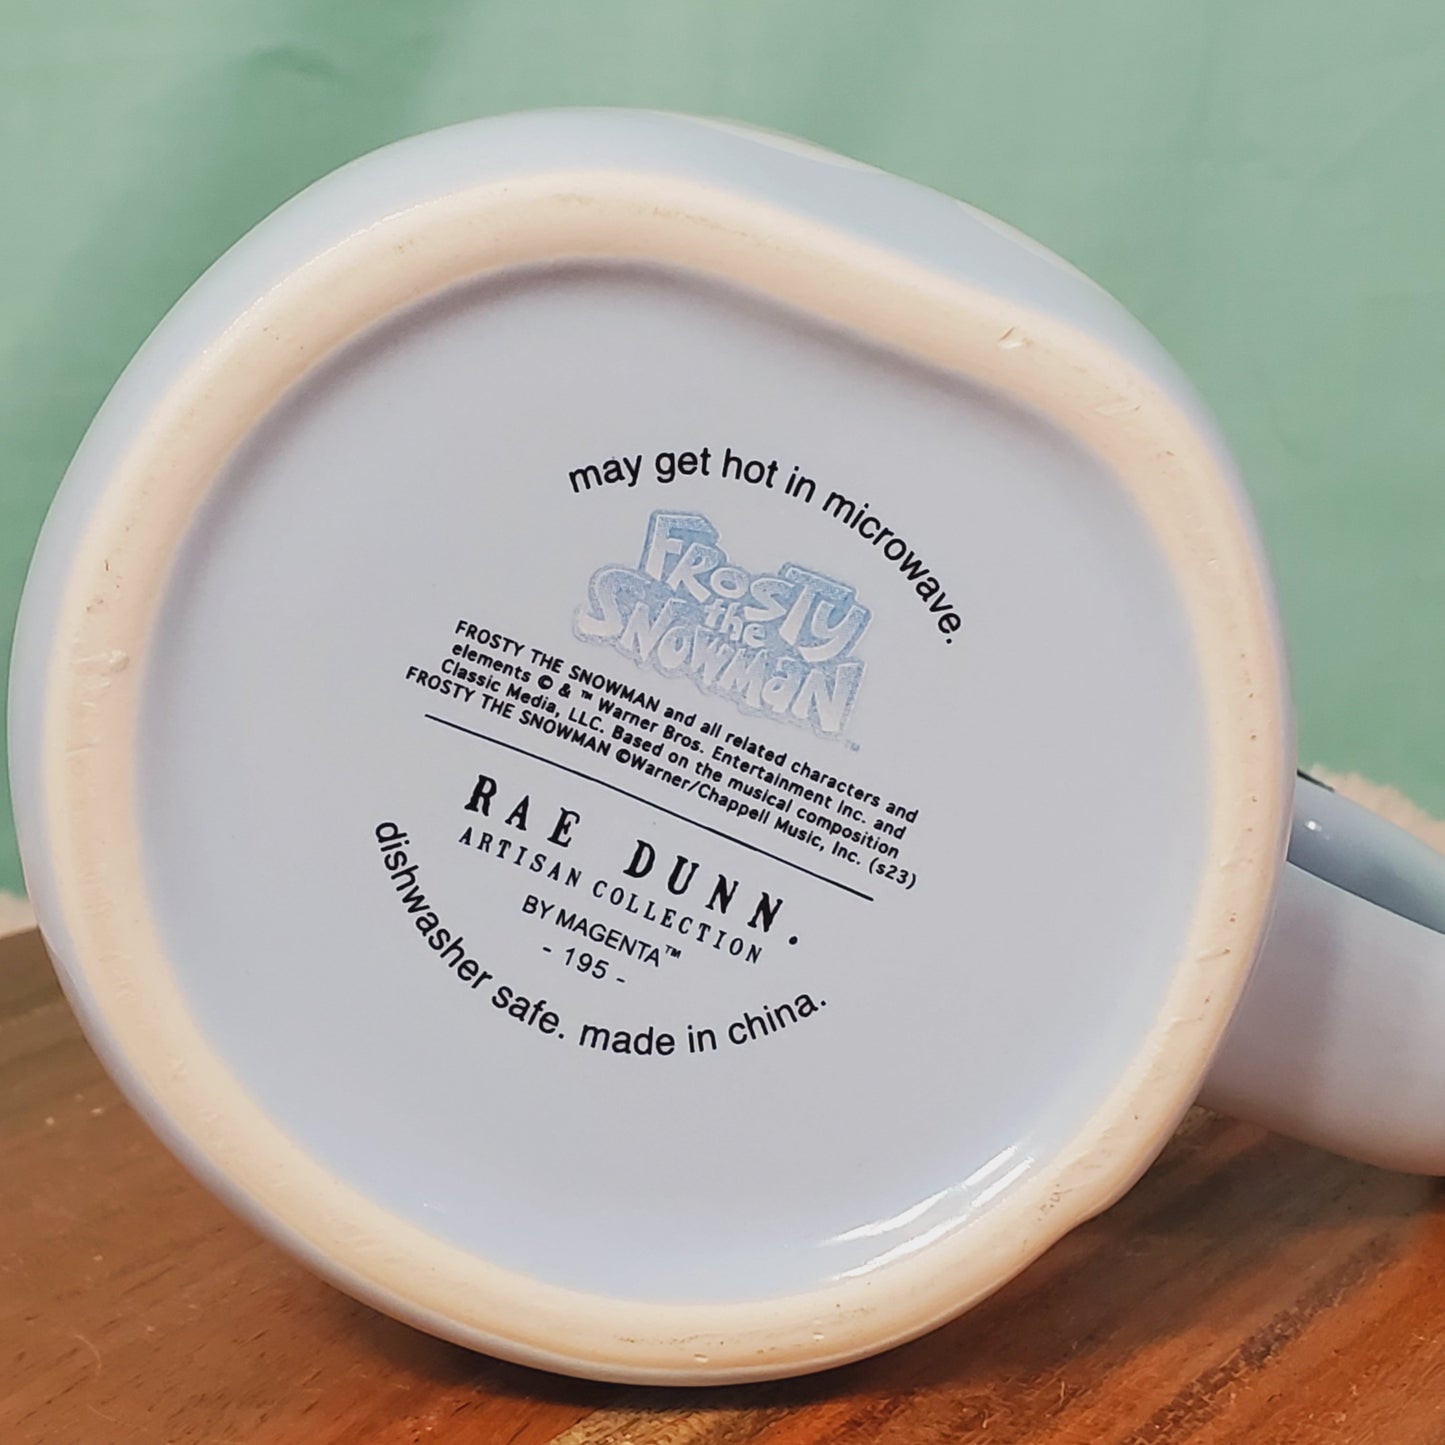 may get hot in microwave.
FROSTY
the
SNOWMAN
™
FROSTY THE SNOWMAN and all related characters and
elements © & ™ Warner Bros. Entertainment Inc. and
Classic Media, LLC. Based on the musical composition
FROSTY THE SNOWMAN ©Warner/Chappell Music, Inc. (s23)
RAE DUNN.
ARTISAN COLLECTION
BY MAGENTA™
- 195 -
dishwasher safe. made in china.